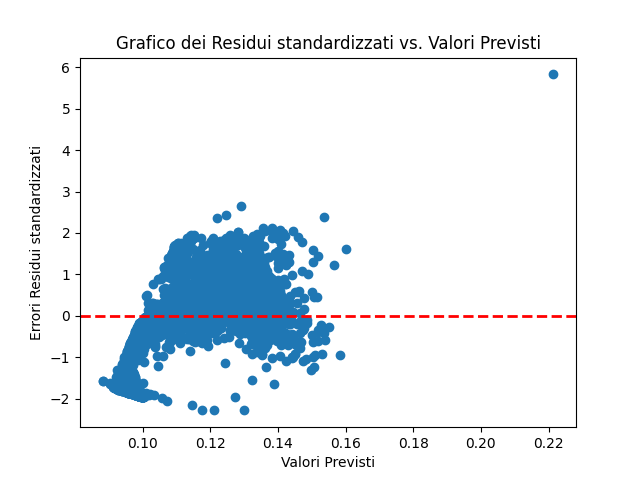 Grafico dei Residui standardizzati vs. Valori Previsti
6
5
4
3
2
1
0
−1
−2
Errori Residui standardizzati
0.10 0.12 0.14 0.16 0.18 0.20 0.22
Valori Previsti